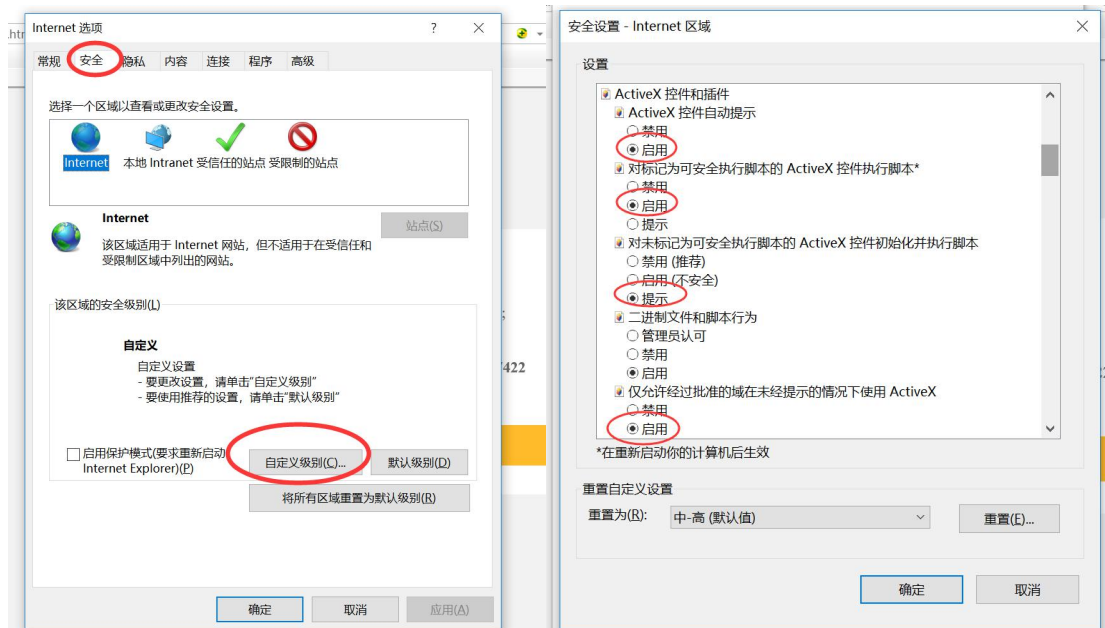 .htr
Internet 选项
?
常规 安全 隐私 内容 连接 程序 高级
选择一个区域以查看或更改安全设置。
Internet 本地 Intranet 受信任的站点 受限制的站点
Internet
站点(S)
该区域适用于 Internet 网站，但不适用于在受信任和
受限制区域中列出的网站。
该区域的安全级别(L)
自定义
自定义设置
- 要更改设置，请单击"自定义级别"
- 要使用推荐的设置，请单击"默认级别"
启用保护模式(要求重新启动
Internet Explorer)(P)
自定义级别(C)... 默认级别(D)
将所有区域重置为默认级别(R)
确定 取消 应用(A)
;
422
安全设置 - Internet 区域
设置
ActiveX 控件和插件
ActiveX 控件自动提示
禁用
启用
对标记为可安全执行脚本的 ActiveX 控件执行脚本*
禁用
启用
提示
对未标记为可安全执行脚本的 ActiveX 控件初始化并执行脚本
禁用 (推荐)
启用 (不安全)
提示
二进制文件和脚本行为
管理员认可
禁用
启用
仅允许经过批准的域在未经提示的情况下使用 ActiveX
禁用
启用
*在重新启动你的计算机后生效
重置自定义设置
重置为(R): 中-高 (默认值) 重置(E)...
确定 取消